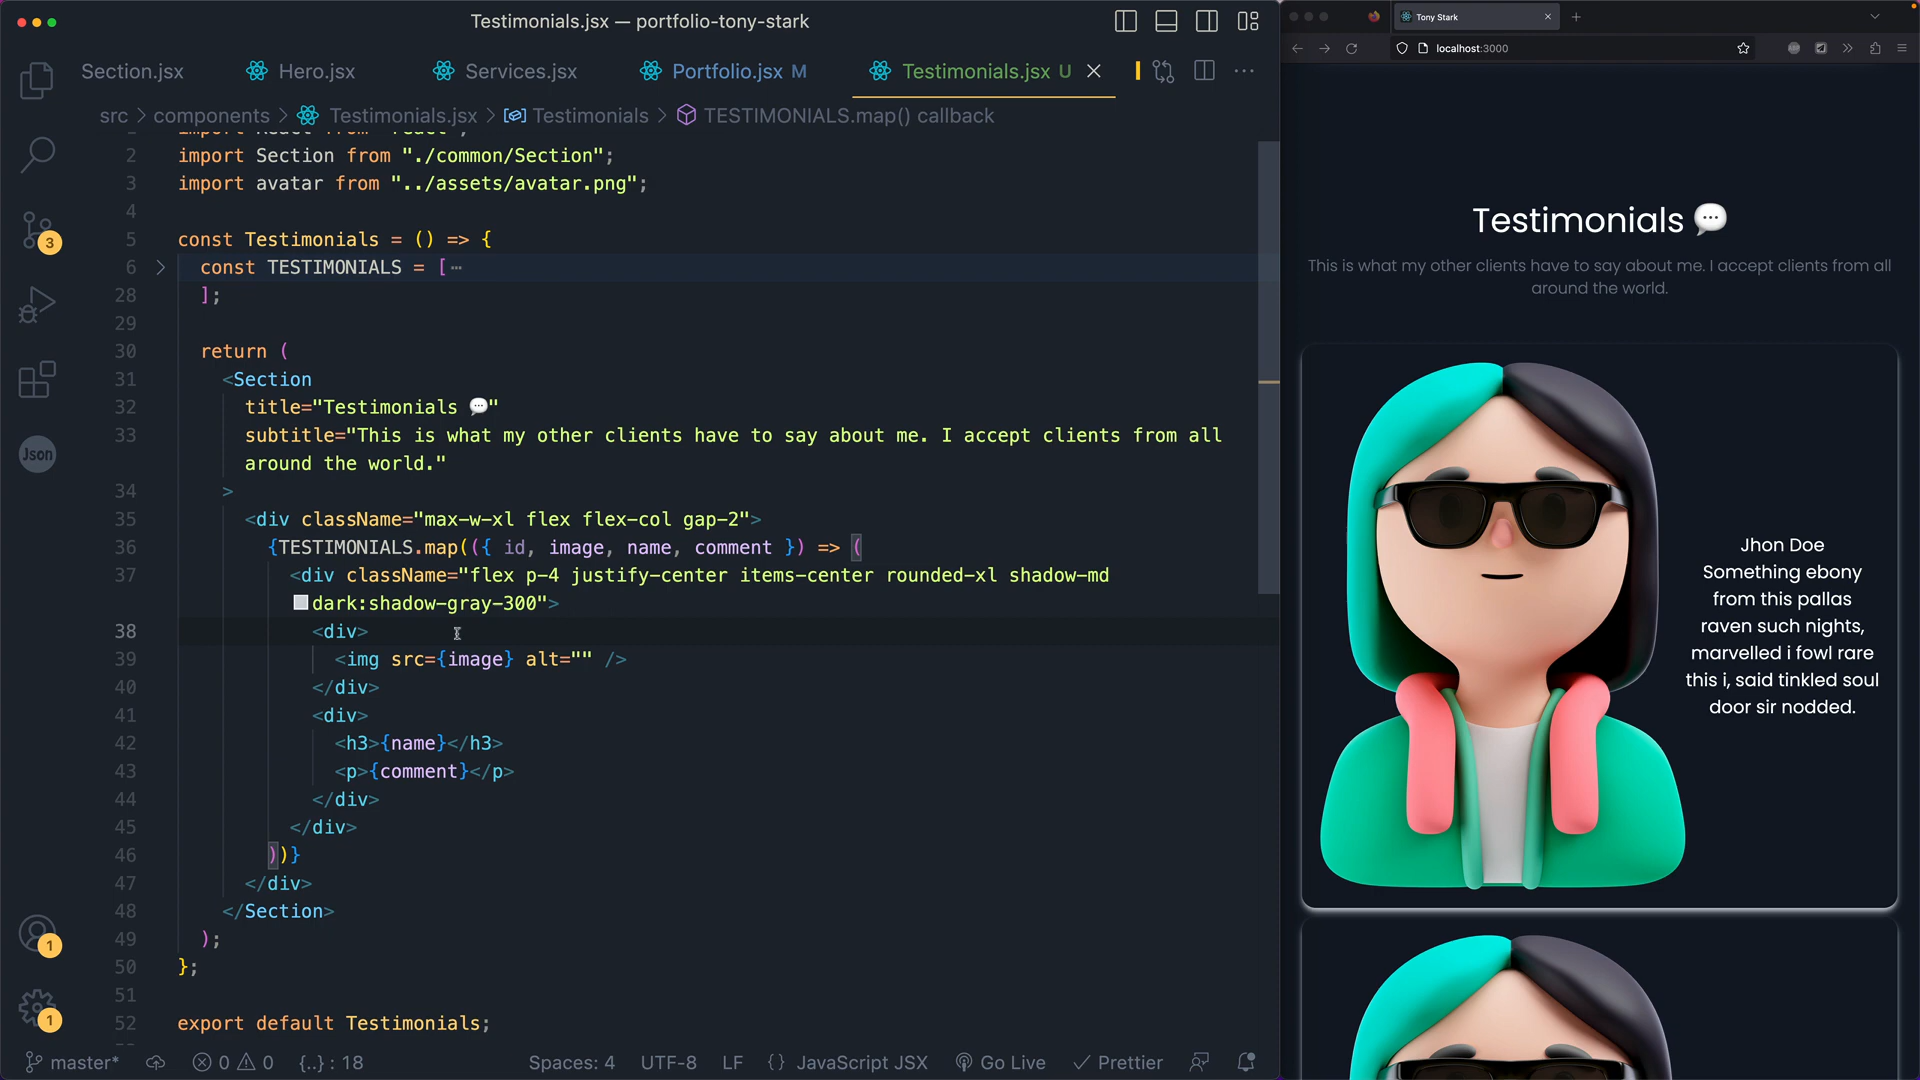 Testimonials.jsx — portfolio-tony-stark
Section.jsx
Hero.jsx
Services.jsx
Portfolio.jsx M
Testimonials.jsx U
src > components > Testimonials.jsx > Testimonials > TESTIMONIALS.map() callback
2 import Section from "./common/Section";
3 import avatar from "../assets/avatar.png";
4
5 const Testimonials = () => {
6 const TESTIMONIALS = [ ⋯
28 ];
29
30 return (
31 <Section
32 title="Testimonials 💬"
33 subtitle="This is what my other clients have to say about me. I accept clients from all
around the world."
34 >
35 <div className="max-w-xl flex flex-col gap-2">
36 {TESTIMONIALS.map(({ id, image, name, comment }) => (
37 <div className="flex p-4 justify-center items-center rounded-xl shadow-md
dark:shadow-gray-300">
38 <div>
39 <img src={image} alt="" />
40 </div>
41 <div>
42 <h3>{name}</h3>
43 <p>{comment}</p>
44 </div>
45 </div>
46 ))}
47 </div>
48 </Section>
49 );
50 };
51
52 export default Testimonials;
3
Json
1
1
master*
0
0
{..} : 18
Spaces: 4
UTF-8
LF
{} JavaScript JSX
Go Live
Prettier
Tony Stark
localhost:3000
Testimonials 💬
This is what my other clients have to say about me. I accept clients from all
around the world.
Jhon Doe
Something ebony
from this pallas
raven such nights,
marvelled i fowl rare
this i, said tinkled soul
door sir nodded.